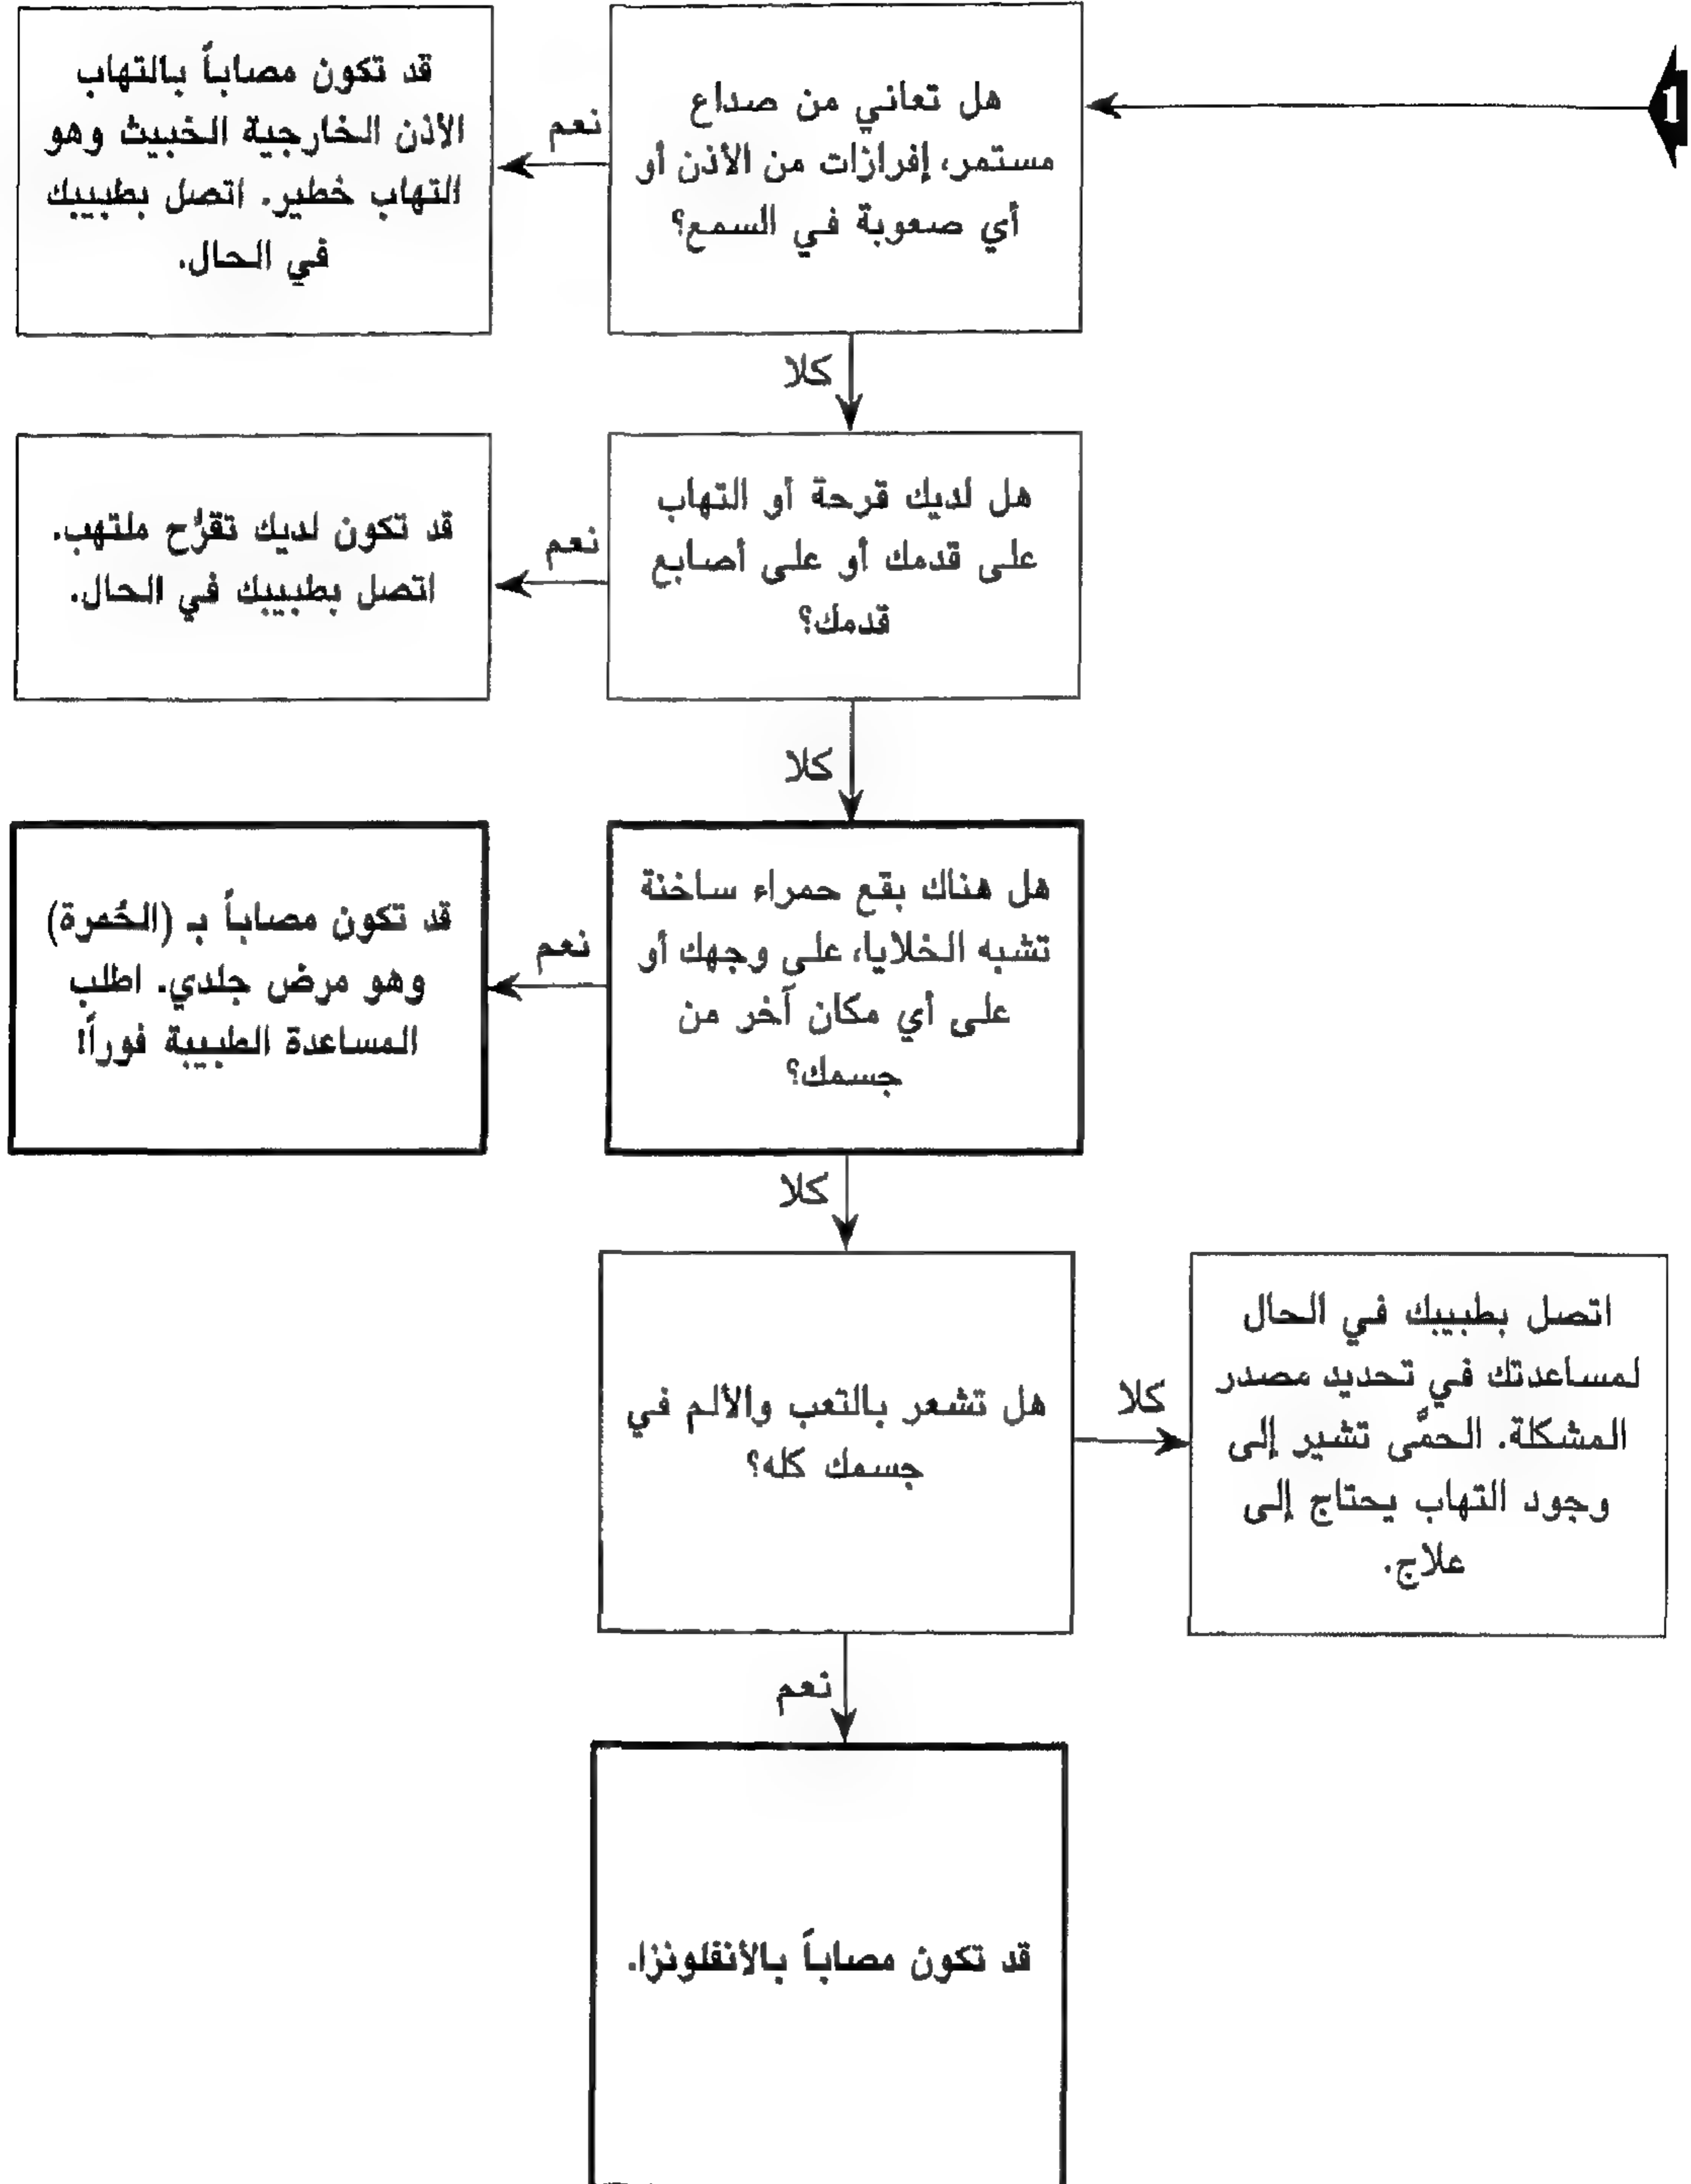 1
هل تعاني من صداع
مستمر، إفرازات من الأذن أو
أي صعوبة في السمع؟
نعم
قد تكون مصاباً بالتهاب
الأذن الخارجية الخبيث وهو
التهاب خطير. اتصل بطبيبك
في الحال.
كلا
هل لديك قرحة أو التهاب
على قدمك أو على أصابع
قدمك؟
نعم
قد تكون لديك تقرُّح ملتهب.
اتصل بطبيبك في الحال.
كلا
هل هناك بقع حمراء ساخنة
تشبه الخلايا، على وجهك أو
على أي مكان آخر من
جسمك؟
نعم
قد تكون مصاباً بـ (الحُمرة)
وهو مرض جلدي. اطلب
المساعدة الطبيبة فوراً!
كلا
هل تشعر بالتعب والألم في
جسمك كله؟
كلا
اتصل بطبيبك في الحال
لمساعدتك في تحديد مصدر
المشكلة. الحمَّى تشير إلى
وجود التهاب يحتاج إلى
علاج.
نعم
قد تكون مصاباً بالأنفلونزا.